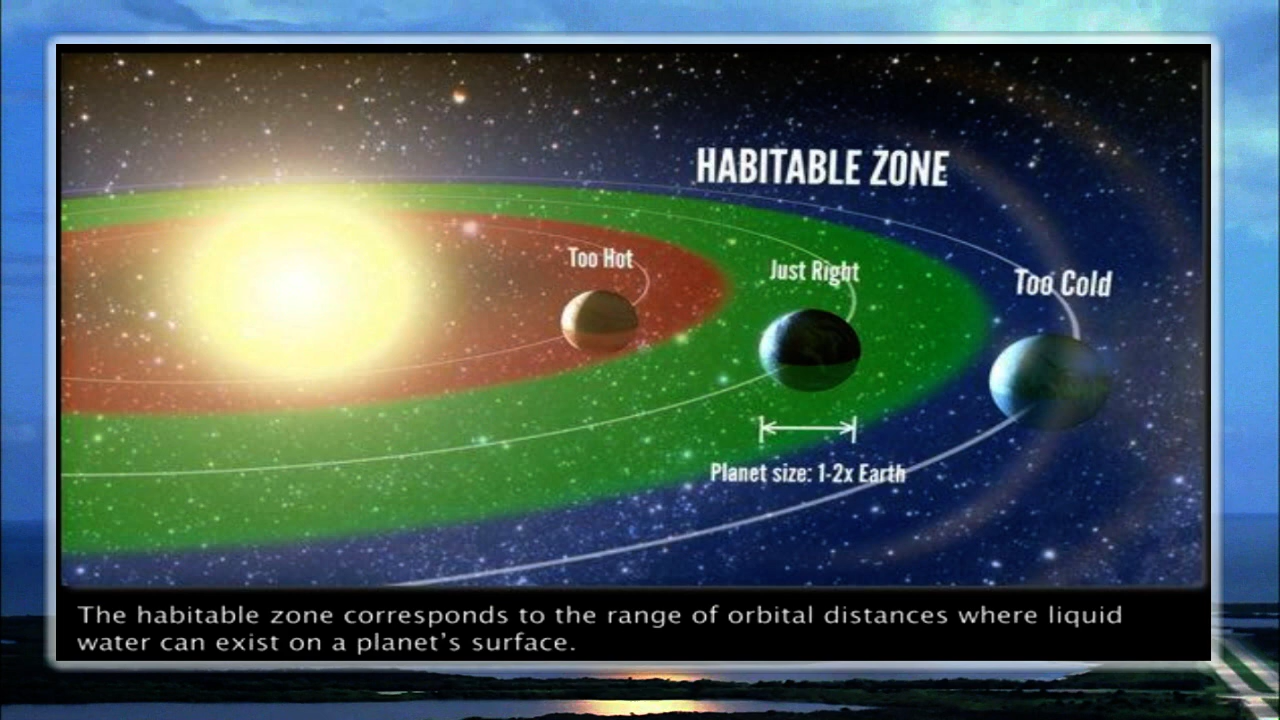 HABITABLE ZONE
Too Hot
Just Right
Too Cold
Planet size: 1-2x Earth
The habitable zone corresponds to the range of orbital distances where liquid
water can exist on a planet's surface.